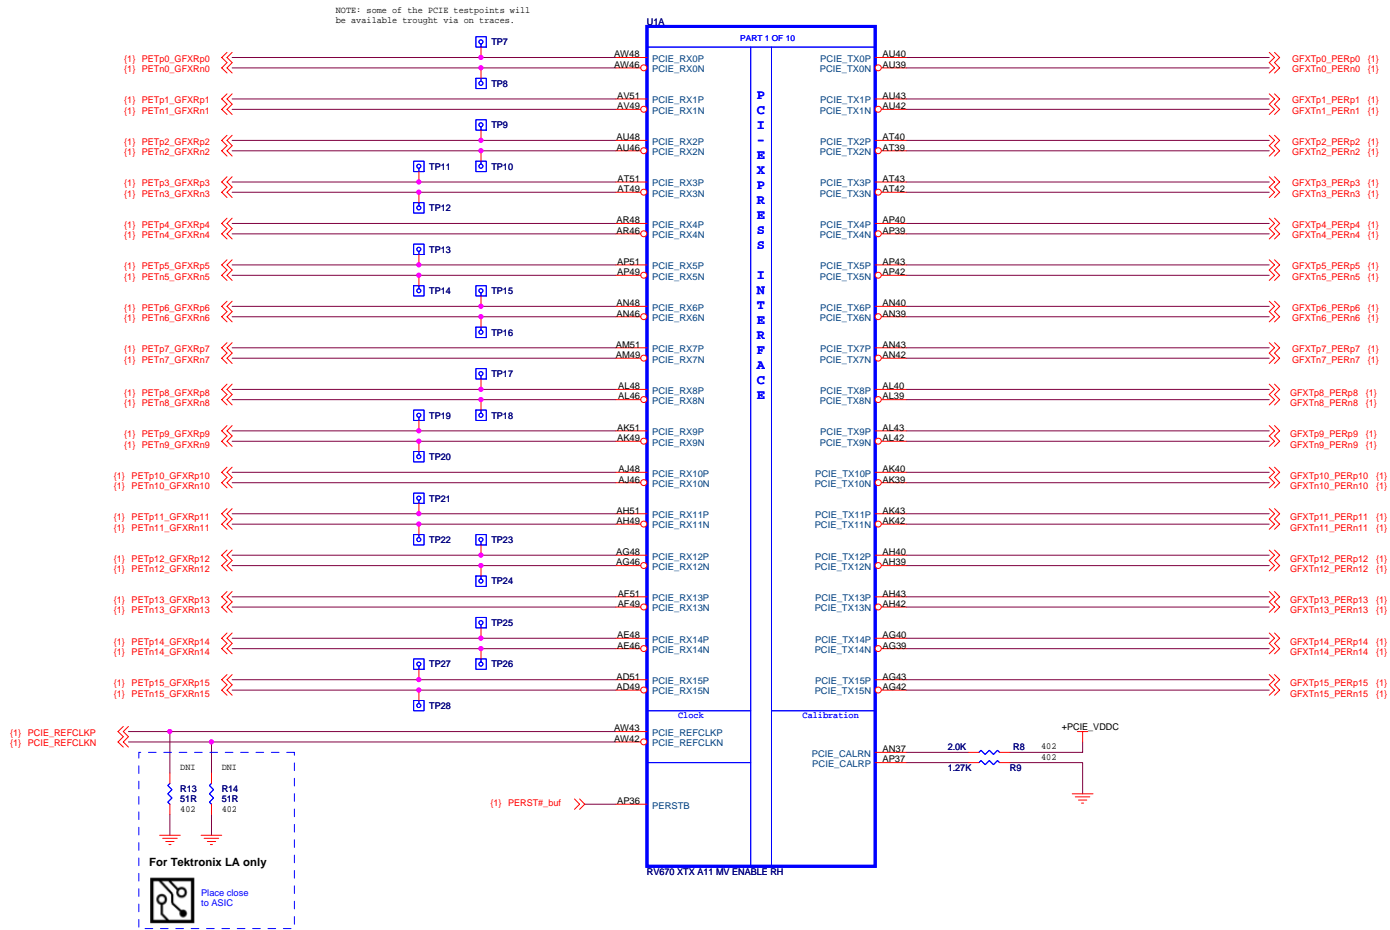 NOTE: some of the PCIE testpoints will
be available trought via on traces.
U1A
PART 1 OF 10
PCI-EXPRESS INTERFACE
{1} PETp0_GFXRp0 TP7 AW48 PCIE_RX0P PCIE_TX0P AU40 GFXTp0_PERp0 {1}
{1} PETn0_GFXRn0 TP8 AW46 PCIE_RX0N PCIE_TX0N AU39 GFXTn0_PERn0 {1}
{1} PETp1_GFXRp1 AV51 PCIE_RX1P PCIE_TX1P AU43 GFXTp1_PERp1 {1}
{1} PETn1_GFXRn1 AV49 PCIE_RX1N PCIE_TX1N AU42 GFXTn1_PERn1 {1}
{1} PETp2_GFXRp2 TP9 AU48 PCIE_RX2P PCIE_TX2P AT40 GFXTp2_PERp2 {1}
{1} PETn2_GFXRn2 TP10 AU46 PCIE_RX2N PCIE_TX2N AT39 GFXTn2_PERn2 {1}
{1} PETp3_GFXRp3 TP11 AT51 PCIE_RX3P PCIE_TX3P AT43 GFXTp3_PERp3 {1}
{1} PETn3_GFXRn3 TP12 AT49 PCIE_RX3N PCIE_TX3N AT42 GFXTn3_PERn3 {1}
{1} PETp4_GFXRp4 AR48 PCIE_RX4P PCIE_TX4P AP40 GFXTp4_PERp4 {1}
{1} PETn4_GFXRn4 AR46 PCIE_RX4N PCIE_TX4N AP39 GFXTn4_PERn4 {1}
{1} PETp5_GFXRp5 TP13 AP51 PCIE_RX5P PCIE_TX5P AP43 GFXTp5_PERp5 {1}
{1} PETn5_GFXRn5 TP14 AP49 PCIE_RX5N PCIE_TX5N AP42 GFXTn5_PERn5 {1}
{1} PETp6_GFXRp6 TP15 AN48 PCIE_RX6P PCIE_TX6P AN40 GFXTp6_PERp6 {1}
{1} PETn6_GFXRn6 TP16 AN46 PCIE_RX6N PCIE_TX6N AN39 GFXTn6_PERn6 {1}
{1} PETp7_GFXRp7 AM51 PCIE_RX7P PCIE_TX7P AN43 GFXTp7_PERp7 {1}
{1} PETn7_GFXRn7 AM49 PCIE_RX7N PCIE_TX7N AN42 GFXTn7_PERn7 {1}
{1} PETp8_GFXRp8 TP17 AL48 PCIE_RX8P PCIE_TX8P AL40 GFXTp8_PERp8 {1}
{1} PETn8_GFXRn8 TP18 AL46 PCIE_RX8N PCIE_TX8N AL39 GFXTn8_PERn8 {1}
{1} PETp9_GFXRp9 TP19 AK51 PCIE_RX9P PCIE_TX9P AL43 GFXTp9_PERp9 {1}
{1} PETn9_GFXRn9 TP20 AK49 PCIE_RX9N PCIE_TX9N AL42 GFXTn9_PERn9 {1}
{1} PETp10_GFXRp10 AJ48 PCIE_RX10P PCIE_TX10P AK40 GFXTp10_PERp10 {1}
{1} PETn10_GFXRn10 AJ46 PCIE_RX10N PCIE_TX10N AK39 GFXTn10_PERn10 {1}
{1} PETp11_GFXRp11 TP21 AH51 PCIE_RX11P PCIE_TX11P AK43 GFXTp11_PERp11 {1}
{1} PETn11_GFXRn11 TP22 AH49 PCIE_RX11N PCIE_TX11N AK42 GFXTn11_PERn11 {1}
{1} PETp12_GFXRp12 TP23 AG48 PCIE_RX12P PCIE_TX12P AH40 GFXTp12_PERp12 {1}
{1} PETn12_GFXRn12 TP24 AG46 PCIE_RX12N PCIE_TX12N AH39 GFXTn12_PERn12 {1}
{1} PETp13_GFXRp13 AF51 PCIE_RX13P PCIE_TX13P AH43 GFXTp13_PERp13 {1}
{1} PETn13_GFXRn13 AF49 PCIE_RX13N PCIE_TX13N AH42 GFXTn13_PERn13 {1}
{1} PETp14_GFXRp14 TP25 AE48 PCIE_RX14P PCIE_TX14P AG40 GFXTp14_PERp14 {1}
{1} PETn14_GFXRn14 TP26 AE46 PCIE_RX14N PCIE_TX14N AG39 GFXTn14_PERn14 {1}
{1} PETp15_GFXRp15 TP27 AD51 PCIE_RX15P PCIE_TX15P AG43 GFXTp15_PERp15 {1}
{1} PETn15_GFXRn15 TP28 AD49 PCIE_RX15N PCIE_TX15N AG42 GFXTn15_PERn15 {1}
Clock Calibration
{1} PCIE_REFCLKP AW43 PCIE_REFCLKP +PCIE_VDDC
{1} PCIE_REFCLKN AW42 PCIE_REFCLKN
PCIE_CALRN AN37 2.0K R8 402
PCIE_CALRP AP37 1.27K R9 402
DNI DNI
R13 R14
51R 51R
402 402
{1} PERST#_buf AP36 PERSTB
For Tektronix LA only
Place close
to ASIC
RV670 XTX A11 MV ENABLE RH